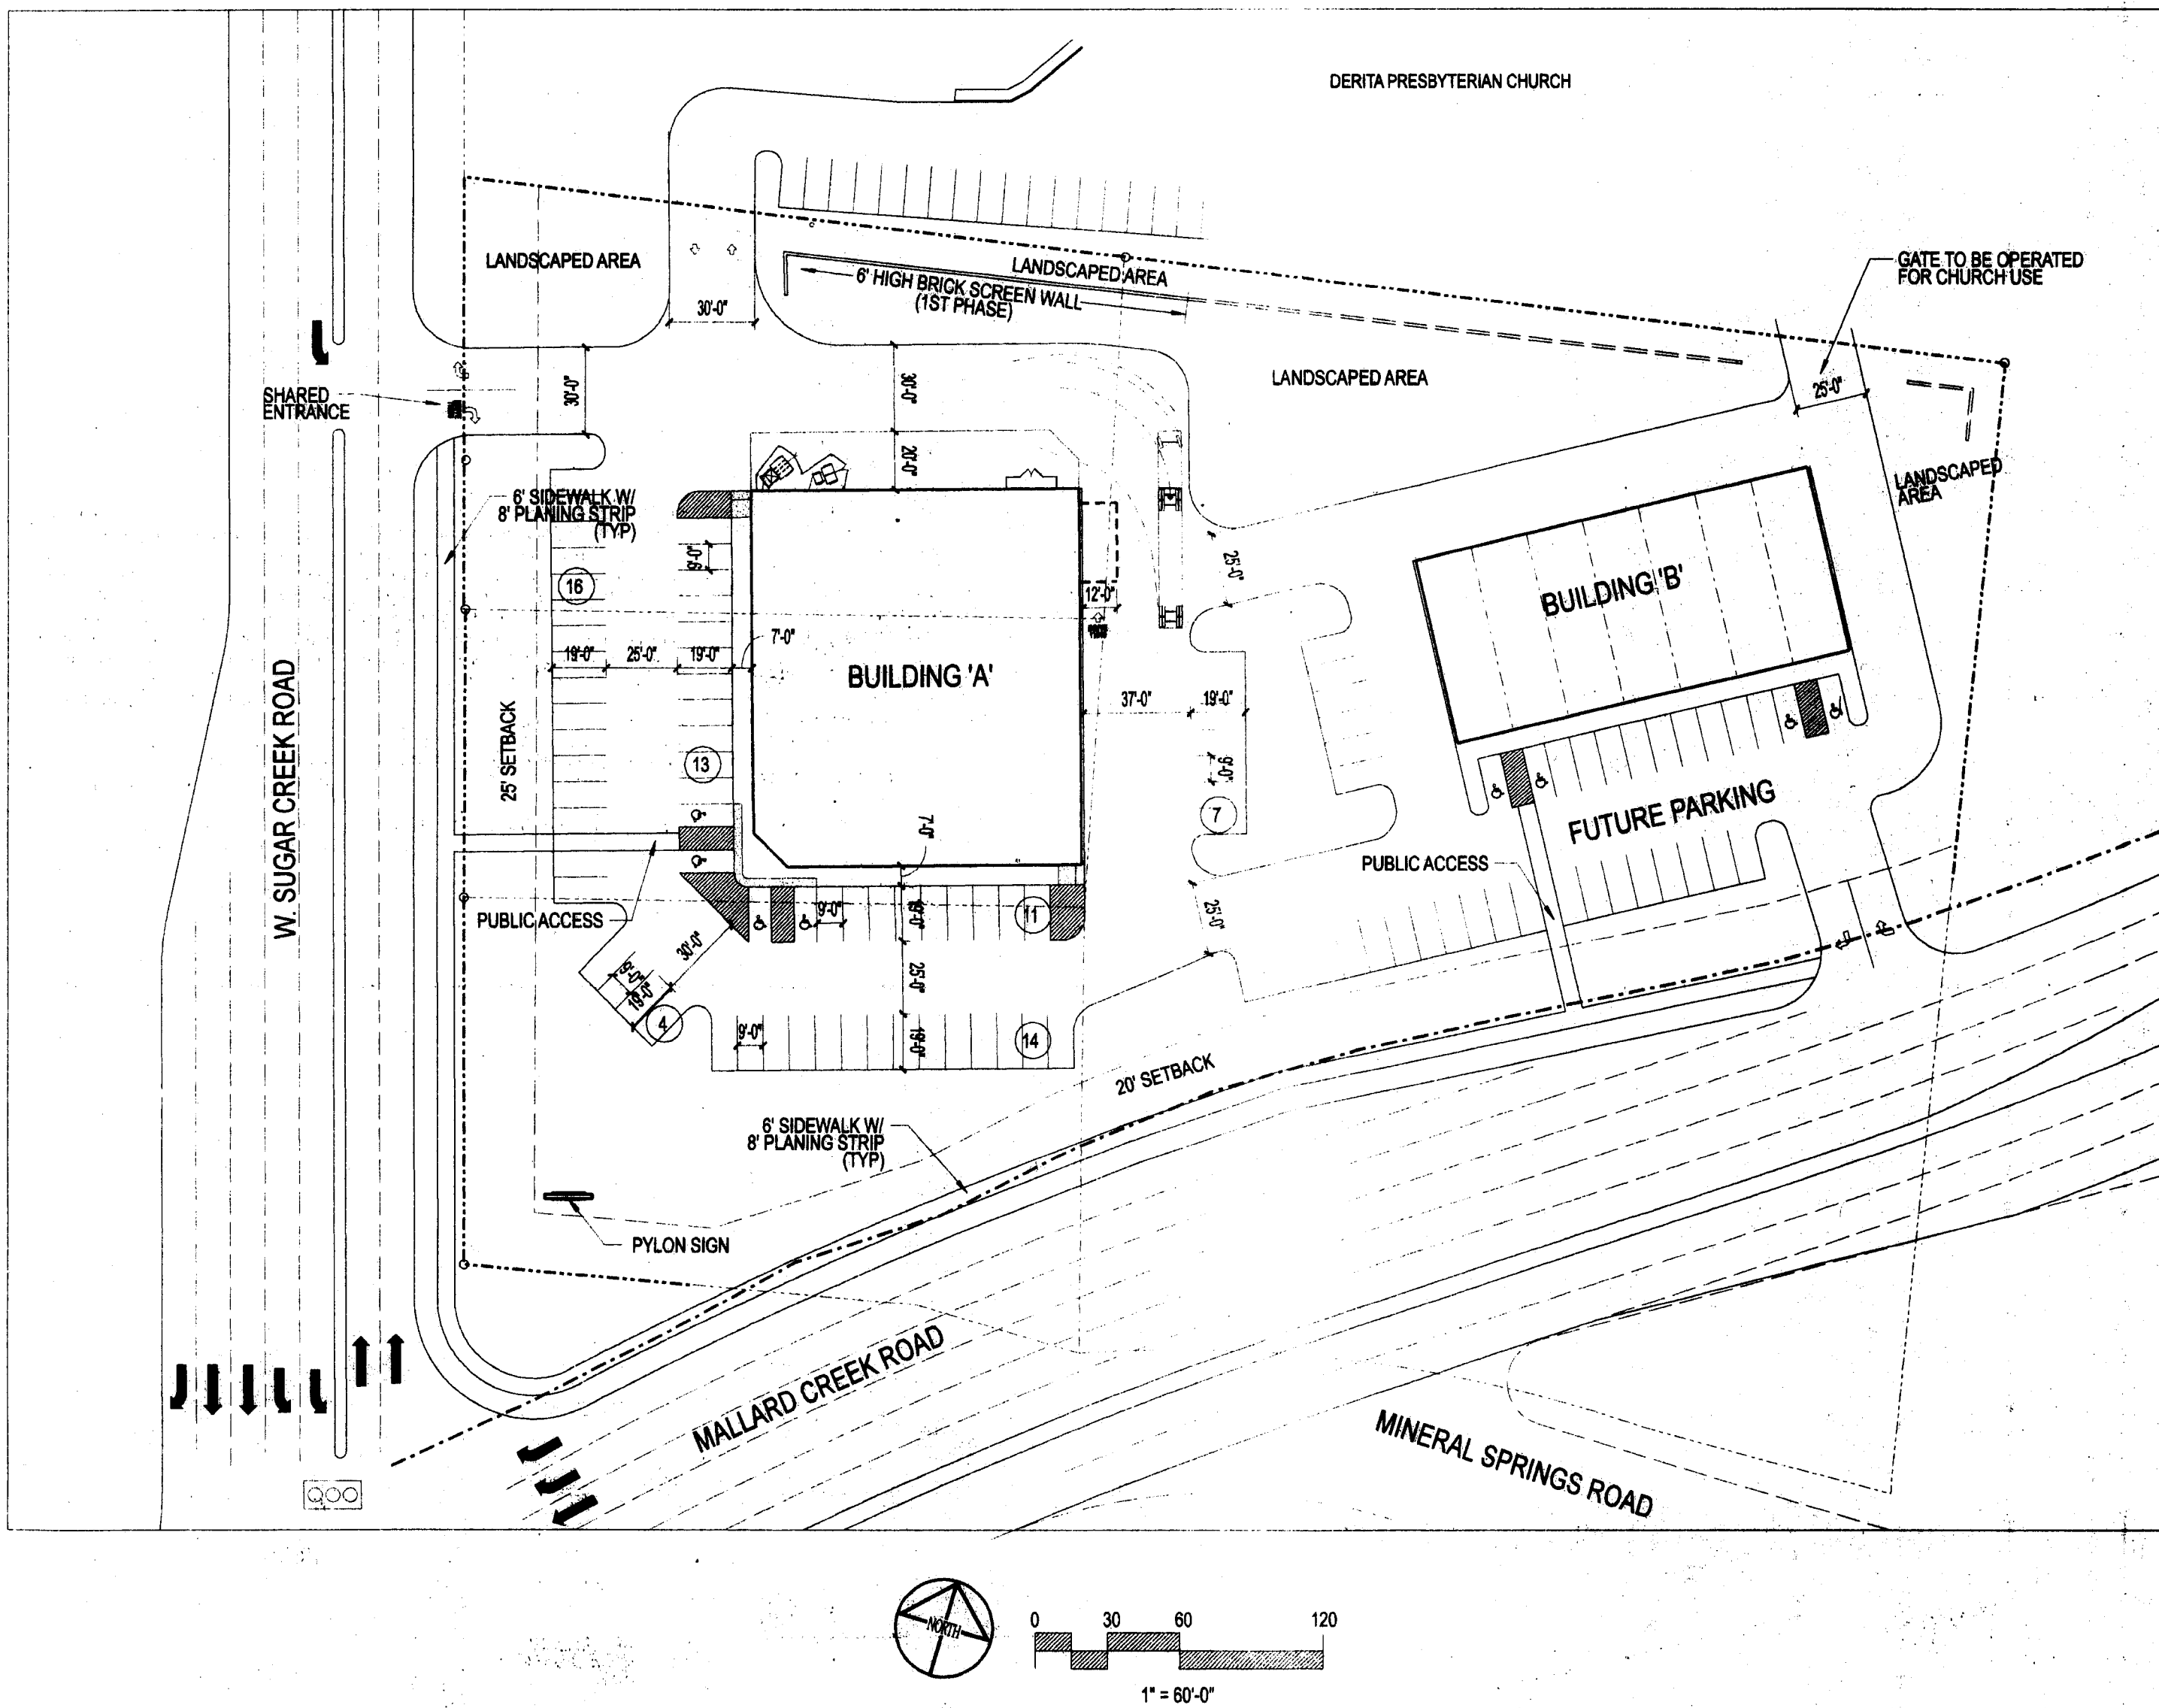 DERITA PRESBYTERIAN CHURCH
LANDSCAPED AREA
LANDSCAPED AREA
6' HIGH BRICK SCREEN WALL
(1ST PHASE)
GATE TO BE OPERATED
FOR CHURCH USE
30'-0"
30'-0"
30'-0"
20'-0"
LANDSCAPED AREA
25'-0"
SHARED
ENTRANCE
LANDSCAPED
AREA
6' SIDEWALK W/
8' PLANING STRIP
(TYP)
9'-0"
16
25'-0"
12'-0"
BUILDING 'B'
7'-0"
19'-0"
25'-0"
19'-0"
BUILDING 'A'
37'-0"
19'-0"
W. SUGAR CREEK ROAD
25' SETBACK
13
9'-0"
7
FUTURE PARKING
7'-0"
PUBLIC ACCESS
PUBLIC ACCESS
9'-0"
19'-0"
11
25'-0"
30'-0"
9'-0"
19'-0"
25'-0"
4
9'-0"
19'-0"
14
20' SETBACK
6' SIDEWALK W/
8' PLANING STRIP
(TYP)
PYLON SIGN
MALLARD CREEK ROAD
MINERAL SPRINGS ROAD
NORTH
0 30 60 120
1" = 60'-0"